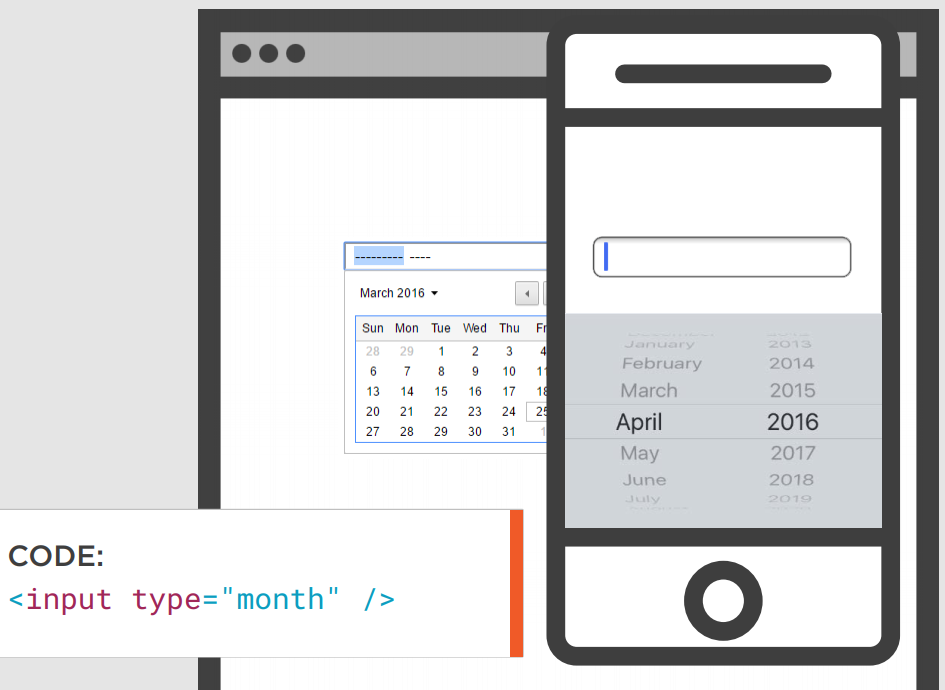 --------- ----
March 2016
Sun Mon Tue Wed Thu Fr
28 29 1 2 3 4
6 7 8 9 10 11
13 14 15 16 17 18
20 21 22 23 24 25
27 28 29 30 31 1
January 2013
February 2014
March 2015
April 2016
May 2017
June 2018
July 2019
CODE:
<input type="month" />